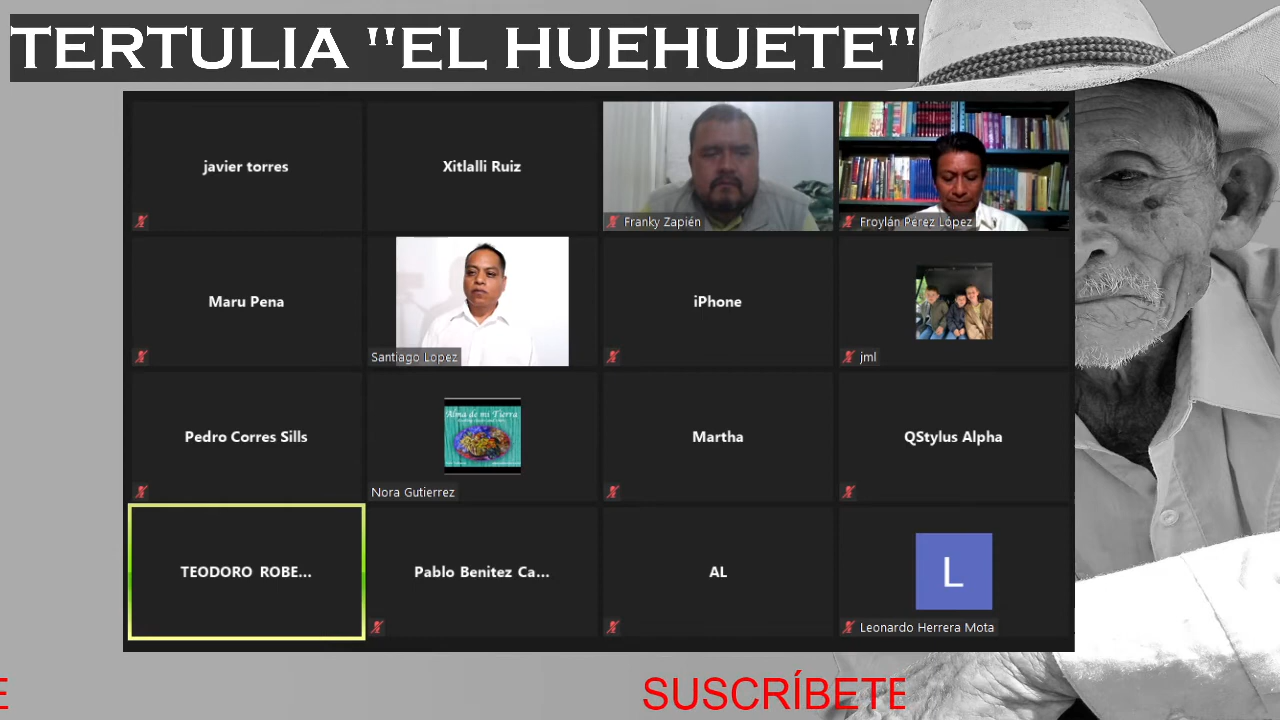 TERTULIA "EL HUEHUETE"
javier torres
Xitlalli Ruiz
Franky Zapién
Froylán Pérez López
Maru Pena
Santiago Lopez
iPhone
jml
Pedro Corres Sills
Alma de mi Tierra
Nora Gutierrez
Martha
QStylus Alpha
TEODORO ROBE...
Pablo Benitez Ca...
AL
L
Leonardo Herrera Mota
E
SUSCRÍBETE